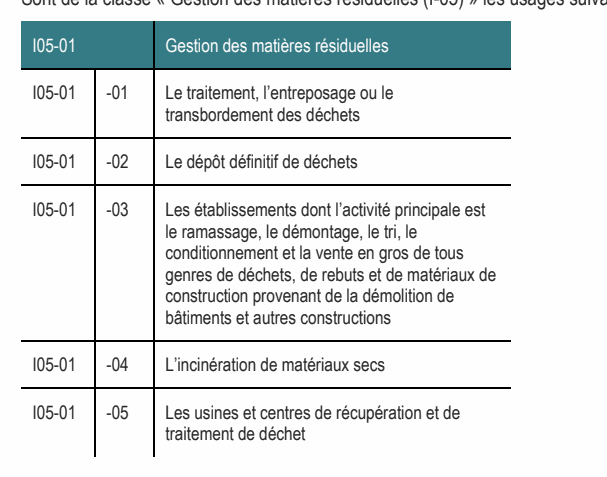 Sont de la classe « Gestion des matières résiduelles (I-05) » les usages
I05-01 Gestion des matières résiduelles
I05-01 -01 Le traitement, l’entreposage ou le
transbordement des déchets
I05-01 -02 Le dépôt définitif de déchets
I05-01 -03 Les établissements dont l’activité principale est
le ramassage, le démontage, le tri, le
conditionnement et la vente en gros de tous
genres de déchets, de rebuts et de matériaux de
construction provenant de la démolition de
bâtiments et autres constructions
I05-01 -04 L’incinération de matériaux secs
I05-01 -05 Les usines et centres de récupération et de
traitement de déchet